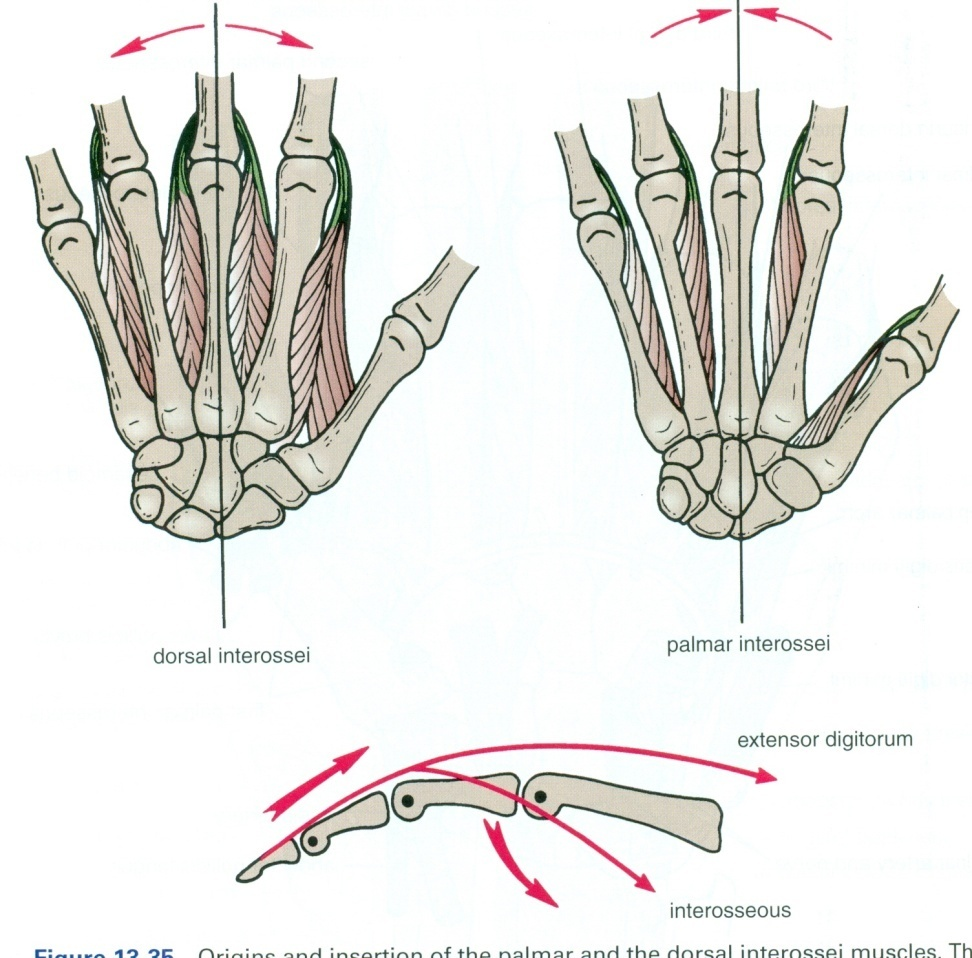 dorsal interossei
palmar interossei
extensor digitorum
interosseous
Figure 13-35 Origins and insertion of the palmar and the dorsal interossei muscles. Th